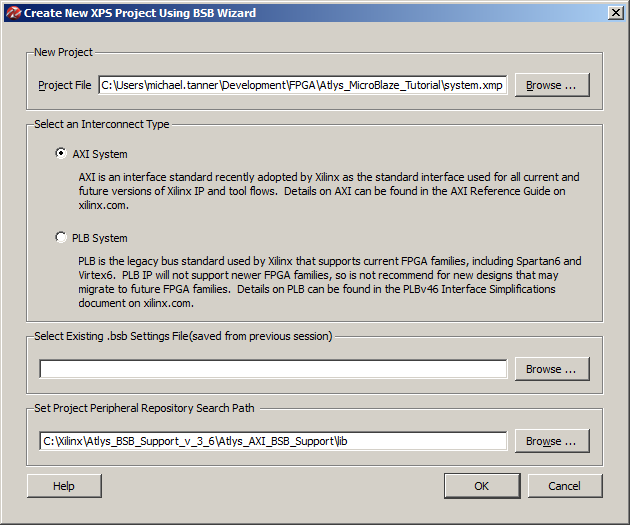 Create New XPS Project Using BSB Wizard
New Project
Project File C:\Users\michael.tanner\Development\FPGA\Atlys_MicroBlaze_Tutorial\system.xmp Browse ...
Select an Interconnect Type
AXI System
AXI is an interface standard recently adopted by Xilinx as the standard interface used for all current and
future versions of Xilinx IP and tool flows. Details on AXI can be found in the AXI Reference Guide on
xilinx.com.
PLB System
PLB is the legacy bus standard used by Xilinx that supports current FPGA families, including Spartan6 and
Virtex6. PLB IP will not support newer FPGA families, so is not recommend for new designs that may
migrate to future FPGA families. Details on PLB can be found in the PLBv46 Interface Simplifications
document on xilinx.com.
Select Existing .bsb Settings File(saved from previous session)
Browse ...
Set Project Peripheral Repository Search Path
C:\Xilinx\Atlys_BSB_Support_v_3_6\Atlys_AXI_BSB_Support\lib Browse ...
Help OK Cancel